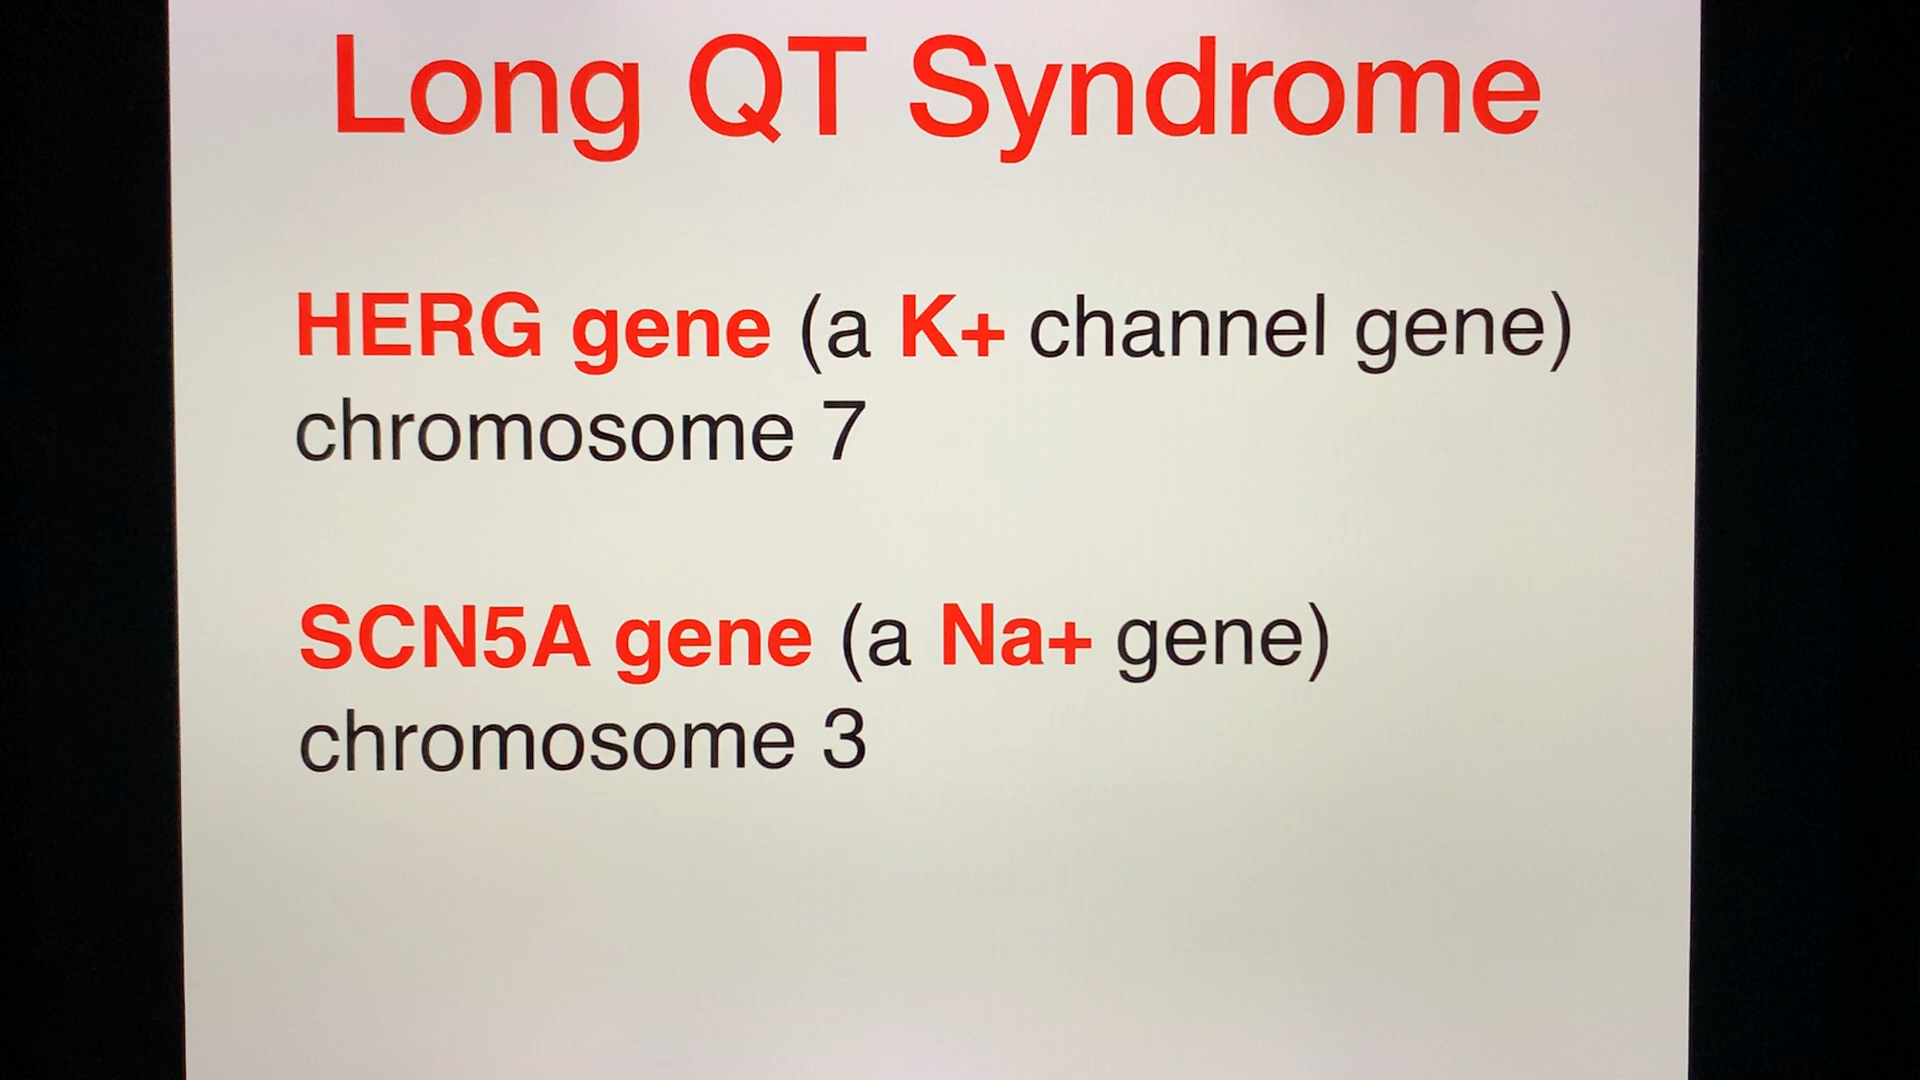 Long QT Syndrome
HERG gene (a K+ channel gene)
chromosome 7
SCN5A gene (a Na+ gene)
chromosome 3